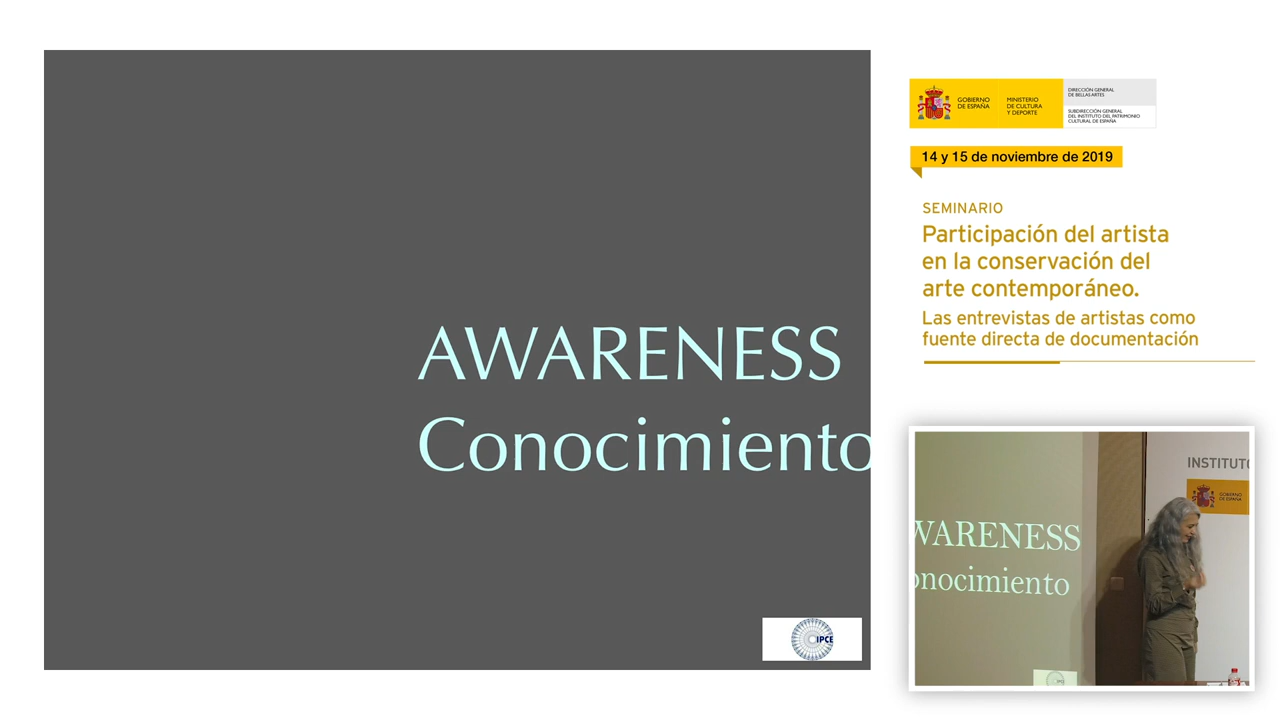 AWARENESS
Conocimiento
IPCE
GOBIERNO
DE ESPAÑA
MINISTERIO
DE CULTURA
Y DEPORTE
DIRECCIÓN GENERAL
DE BELLAS ARTES
SUBDIRECCIÓN GENERAL
DEL INSTITUTO DEL PATRIMONIO
CULTURAL DE ESPAÑA
14 y 15 de noviembre de 2019
SEMINARIO
Participación del artista
en la conservación del
arte contemporáneo.
Las entrevistas de artistas como
fuente directa de documentación
INSTITUTO
GOBIERNO
DE ESPAÑA
WARENESS
onocimiento